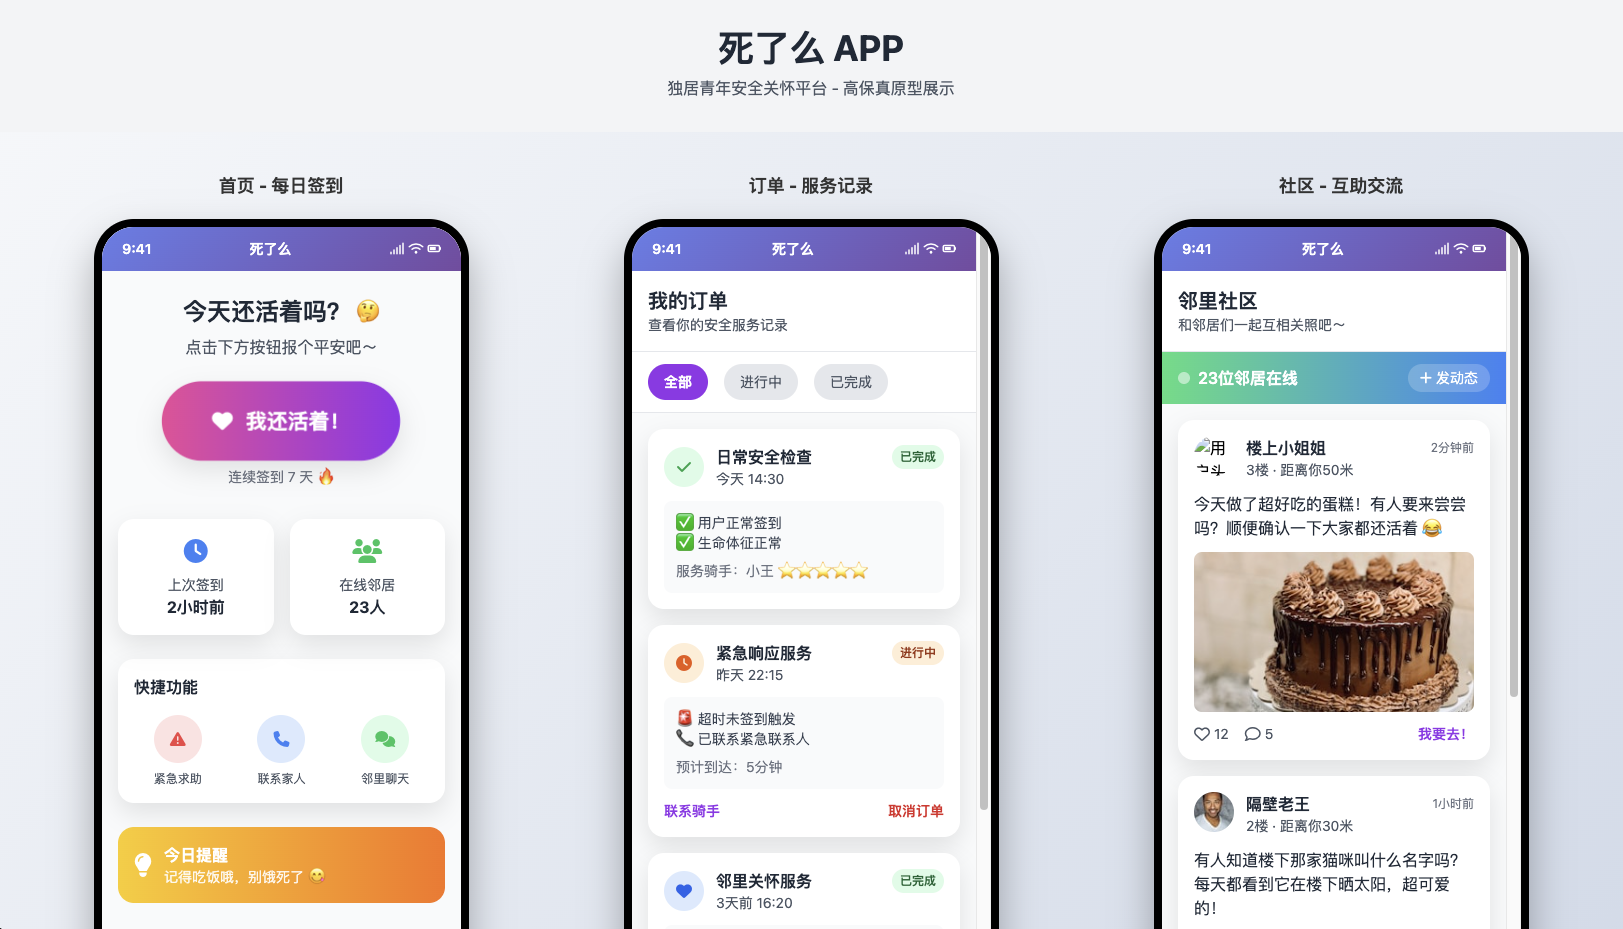 死了么 APP
独居青年安全关怀平台 - 高保真原型展示
首页 - 每日签到
9:41
死了么
今天还活着吗？ 🤔
点击下方按钮报个平安吧～
我还活着！
连续签到 7 天 🔥
上次签到
2小时前
在线邻居
23人
快捷功能
紧急求助
联系家人
邻里聊天
今日提醒
记得吃饭哦，别饿死了 😋
订单 - 服务记录
9:41
死了么
我的订单
查看你的安全服务记录
全部
进行中
已完成
日常安全检查
已完成
今天 14:30
✅ 用户正常签到
✅ 生命体征正常
服务骑手：小王 ⭐⭐⭐⭐⭐
紧急响应服务
进行中
昨天 22:15
🚨 超时未签到触发
📞 已联系紧急联系人
预计到达：5分钟
联系骑手
取消订单
邻里关怀服务
已完成
3天前 16:20
社区 - 互助交流
9:41
死了么
邻里社区
和邻居们一起互相关照吧～
23位邻居在线
+ 发动态
用
楼上小姐姐
2分钟前
3楼 · 距离你50米
今天做了超好吃的蛋糕！有人要来尝尝
吗？顺便确认一下大家都还活着 😂
12
5
我要去！
隔壁老王
1小时前
2楼 · 距离你30米
有人知道楼下那家猫咪叫什么名字吗？
每天都看到它在楼下晒太阳，超可爱
的！